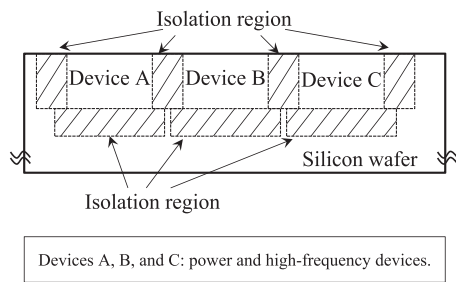 Isolation region
Device A Device B Device C
Silicon wafer
Isolation region
Devices A, B, and C: power and high-frequency devices.